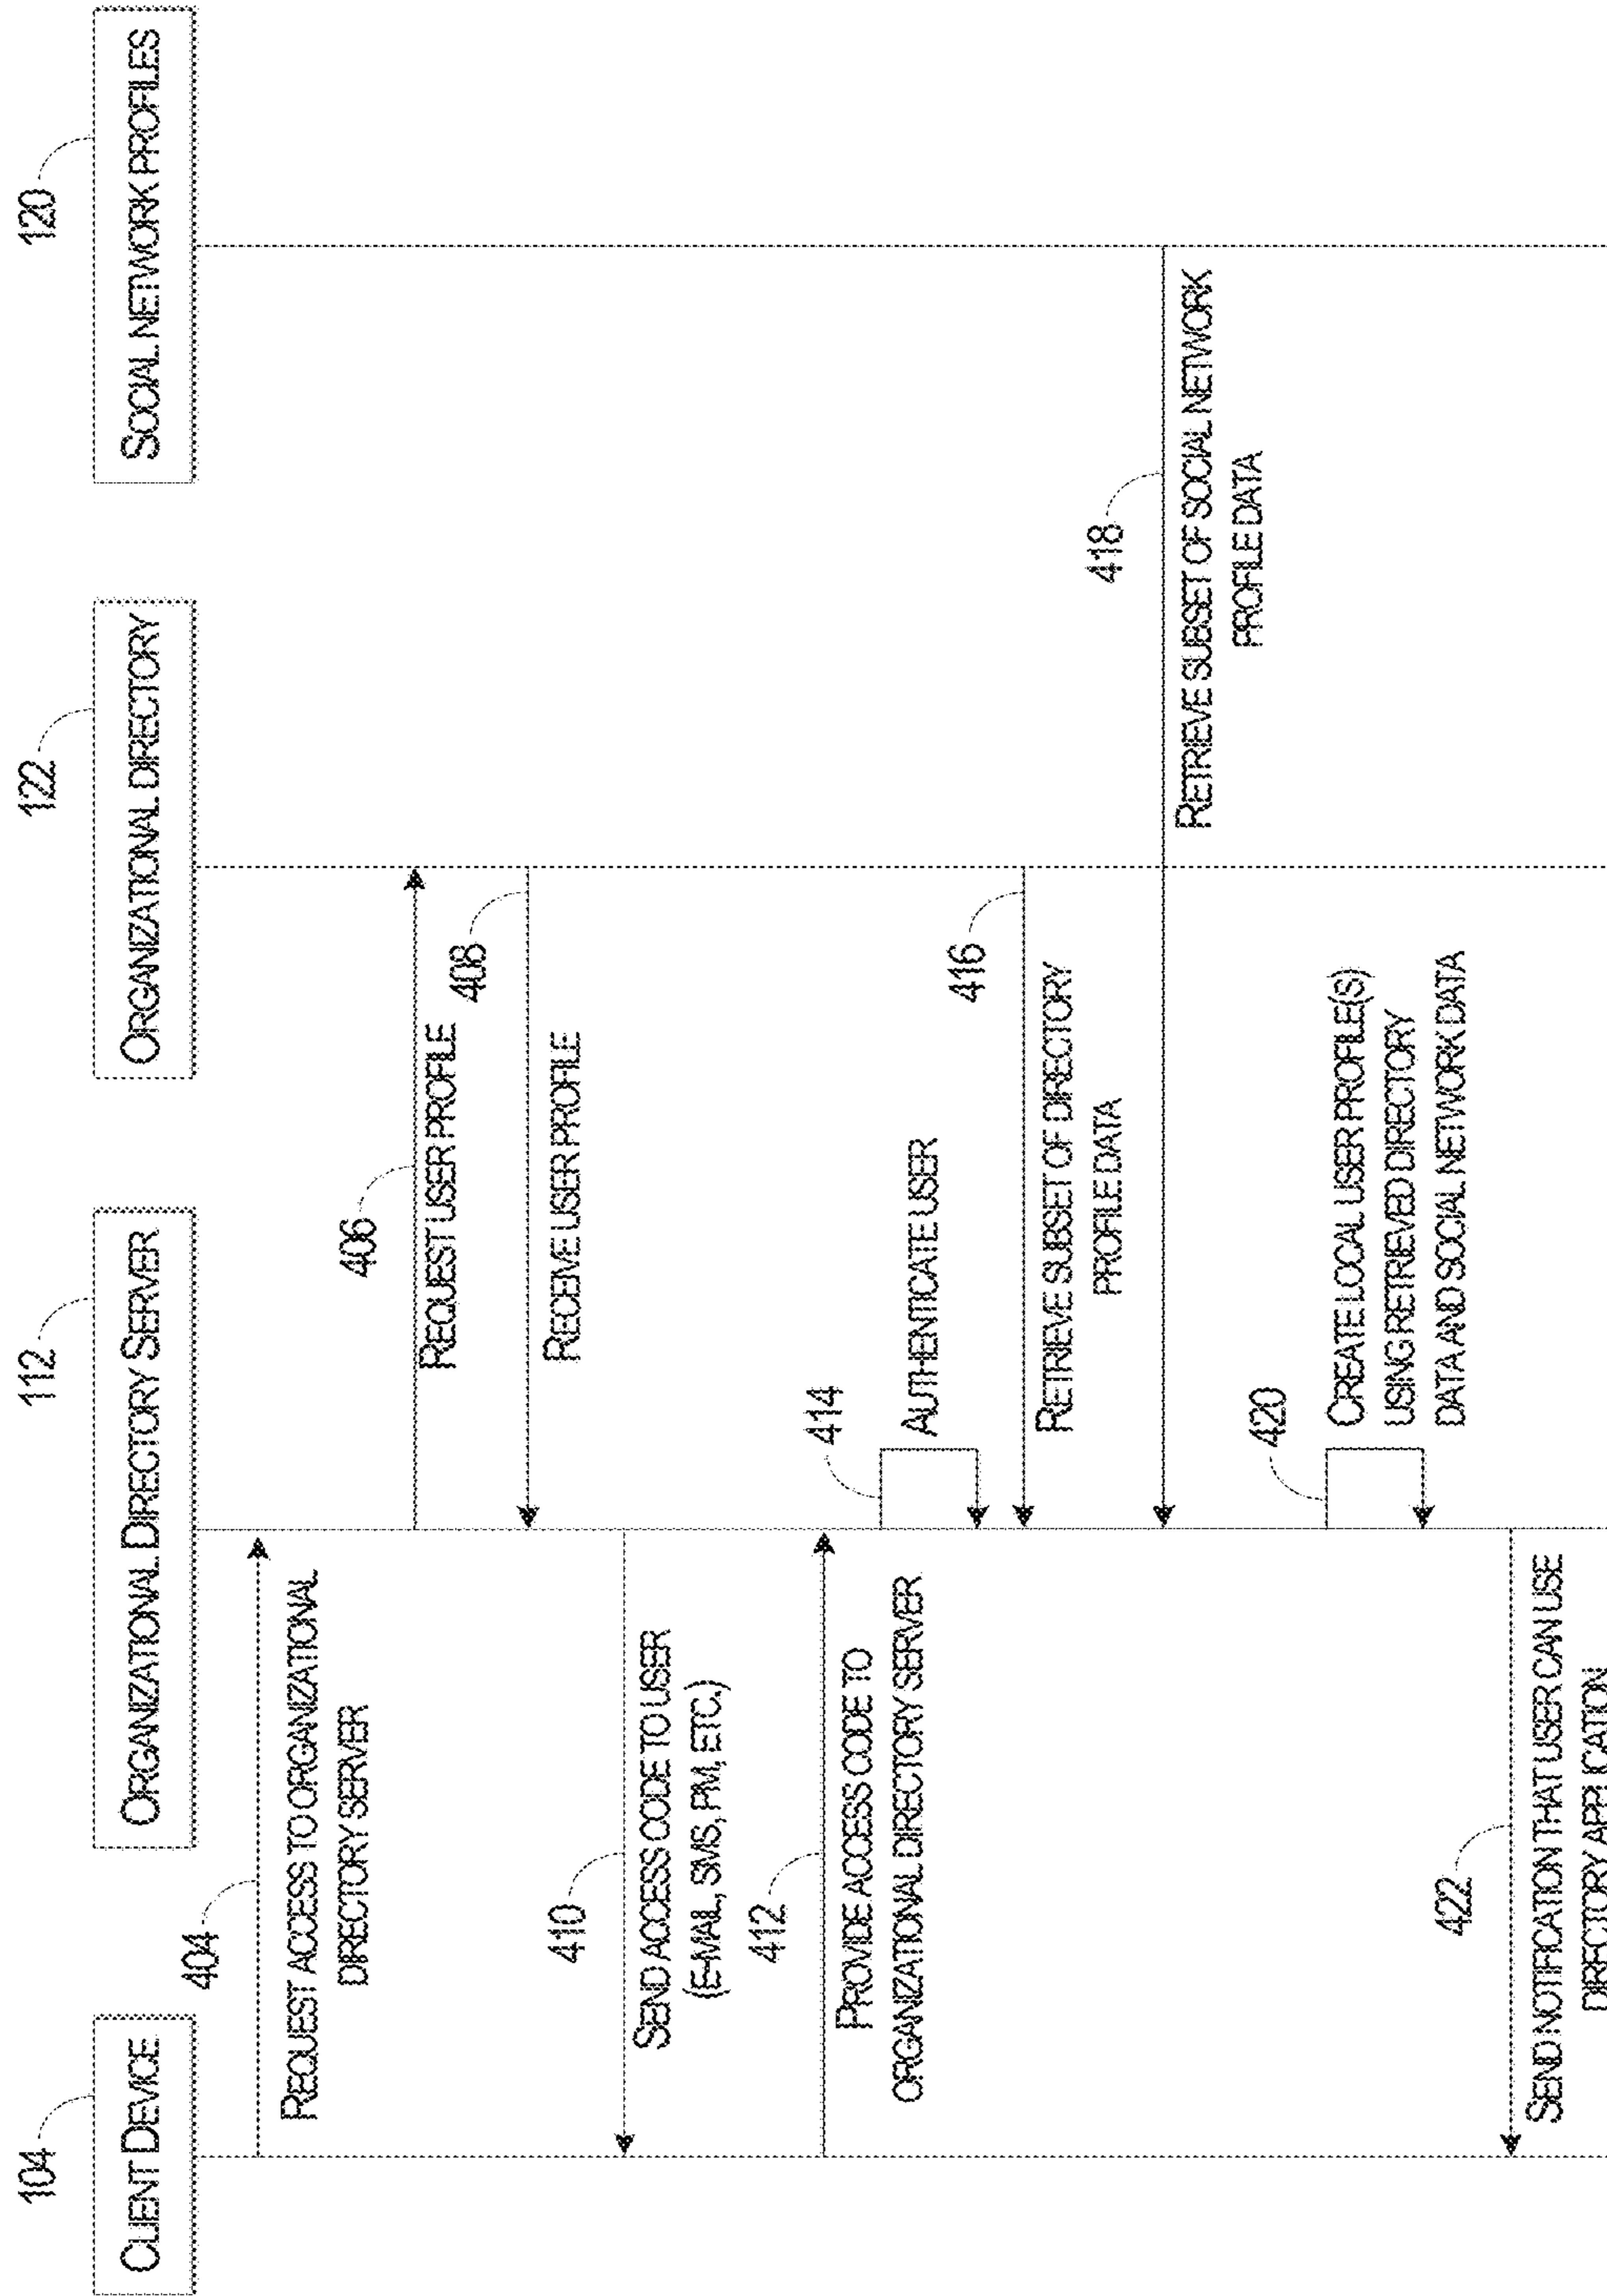 104
CLIENT DEVICE
112
ORGANIZATIONAL DIRECTORY SERVER
122
ORGANIZATIONAL DIRECTORY
120
SOCIAL NETWORK PROFILES
404
REQUEST ACCESS TO ORGANIZATIONAL
DIRECTORY SERVER
406
REQUEST USER PROFILE
408
RECEIVE USER PROFILE
410
SEND ACCESS CODE TO USER
(E-MAIL, SMS, PM, ETC.)
412
PROVIDE ACCESS CODE TO
ORGANIZATIONAL DIRECTORY SERVER
414
AUTHENTICATE USER
416
RETRIEVE SUBSET OF DIRECTORY
PROFILE DATA
418
RETRIEVE SUBSET OF SOCIAL NETWORK
PROFILE DATA
420
CREATE LOCAL USER PROFILE(S)
USING RETRIEVED DIRECTORY
DATA AND SOCIAL NETWORK DATA
422
SEND NOTIFICATION THAT USER CAN USE
DIRECTORY APPLICATION